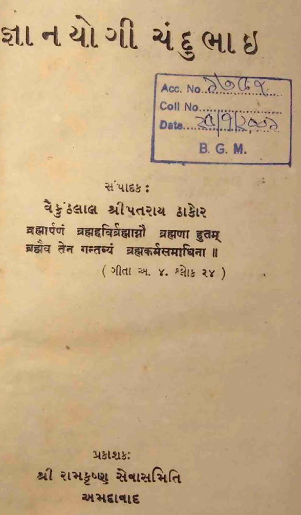 જ્ઞાનયોગી ચંદુભાઇ
Acc. No.
Coll No.
Date
B. G. M.
સંપાદક:
વૈકુંઠલાલ શ્રીપતરાય ઠાકોર
ब्रह्मार्पणं ब्रह्महविर्ब्रह्माग्नौ ब्रह्मणा हुतम्
ब्रह्मैव तेन गन्तव्यं ब्रह्मकर्मसमाधिना ॥
( ગીતા અ. ૪. શ્લોક ૨૪ )
પ્રકાશક:
શ્રી રામકૃષ્ણ સેવાસમિતિ
અમદાવાદ